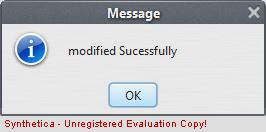 Message
modified Sucessfully
OK
Synthetica - Unregistered Evaluation Copy!